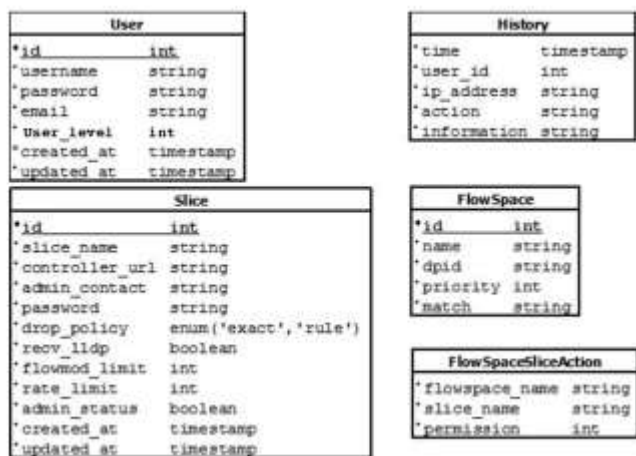 User
*id int
*username string
*password string
*email string
*User_level int
*created_at timestamp
*updated_at timestamp
History
*time timestamp
*user_id int
*ip_address string
*action string
*information string
Slice
*id int
*slice_name string
*controller_url string
*admin_contact string
*password string
*drop_policy enum('exact','rule')
*recv_lldp boolean
*flowmod_limit int
*rate_limit int
*admin_status boolean
*created_at timestamp
*updated_at timestamp
FlowSpace
*id int
*name string
*dpid string
*priority int
*match string
FlowSpaceSliceAction
*flowspace_name string
*slice_name string
*permission int